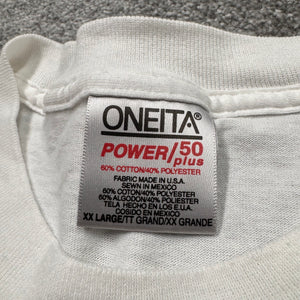 ONEITA®
POWER/50 plus
60% COTTON/40% POLYESTER
FABRIC MADE IN U.S.A.
SEWN IN MEXICO
60% COTON/40% POLYESTER
60% ALGODON/40% POLIESTER
TELA HECHO EN LOS E.U.A.
COSIDO EN MEXICO
XX LARGE/TT GRAND/XX GRANDE